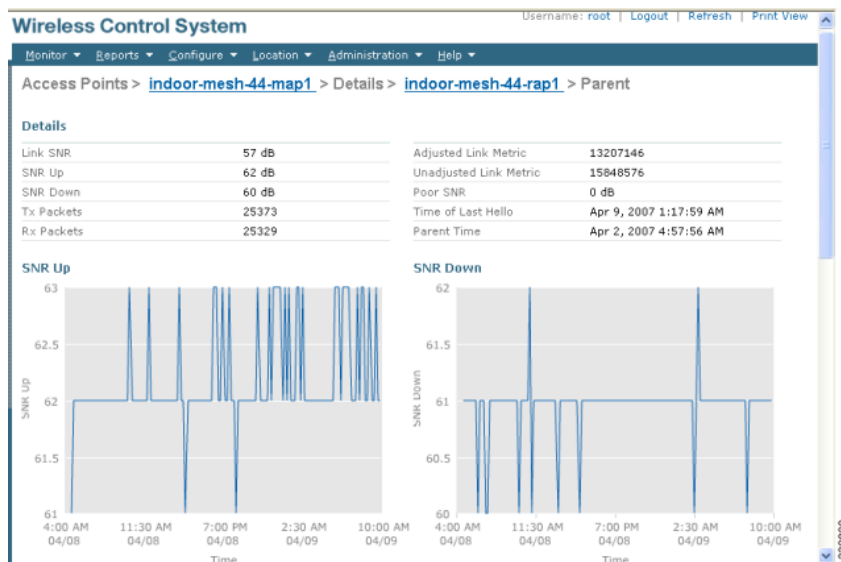 Username: root | Logout | Refresh | Print View
Wireless Control System
Monitor Reports Configure Location Administration Help
Access Points > indoor-mesh-44-map1 > Details > indoor-mesh-44-rap1 > Parent
Details
Link SNR 57 dB
SNR Up 62 dB
SNR Down 60 dB
Tx Packets 25373
Rx Packets 25329
Adjusted Link Metric 13207146
Unadjusted Link Metric 15848576
Poor SNR 0 dB
Time of Last Hello Apr 9, 2007 1:17:59 AM
Parent Time Apr 2, 2007 4:57:56 AM
SNR Up
63
62.5
62
61.5
61
SNR Up
4:00 AM 11:30 AM 7:00 PM 2:30 AM 10:00 AM
04/08 04/08 04/08 04/09 04/09
Time
SNR Down
62
61.5
61
60.5
60
SNR Down
4:00 AM 11:30 AM 7:00 PM 2:30 AM 10:00 AM
04/08 04/08 04/08 04/09 04/09
Time